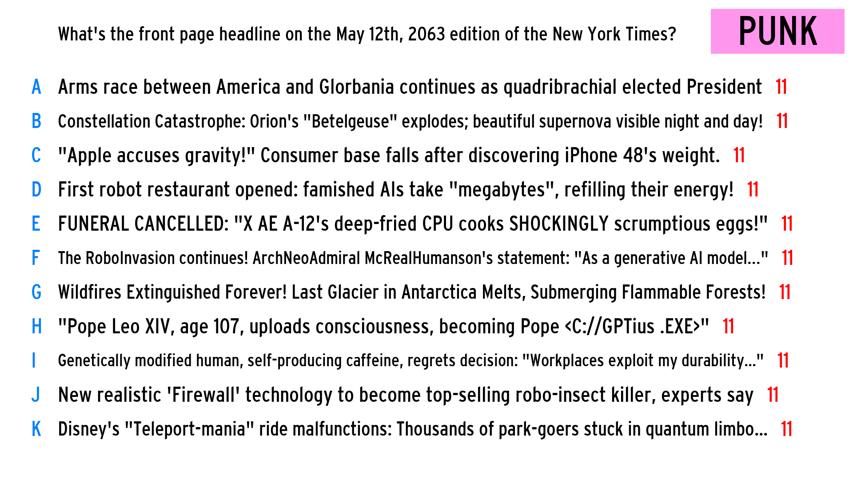 What's the front page headline on the May 12th, 2063 edition of the New York Times?
PUNK
A Arms race between America and Glorbania continues as quadribrachial elected President 11
B Constellation Catastrophe: Orion's "Betelgeuse" explodes; beautiful supernova visible night and day! 11
C "Apple accuses gravity!" Consumer base falls after discovering iPhone 48's weight. 11
D First robot restaurant opened: famished AIs take "megabytes", refilling their energy! 11
E FUNERAL CANCELLED: "X AE A-12's deep-fried CPU cooks SHOCKINGLY scrumptious eggs!" 11
F The RoboInvasion continues! ArchNeoAdmiral McRealHumanson's statement: "As a generative AI model..." 11
G Wildfires Extinguished Forever! Last Glacier in Antarctica Melts, Submerging Flammable Forests! 11
H "Pope Leo XIV, age 107, uploads consciousness, becoming Pope <C://GPTius .EXE>" 11
I Genetically modified human, self-producing caffeine, regrets decision: "Workplaces exploit my durability..." 11
J New realistic 'Firewall' technology to become top-selling robo-insect killer, experts say 11
K Disney's "Teleport-mania" ride malfunctions: Thousands of park-goers stuck in quantum limbo... 11